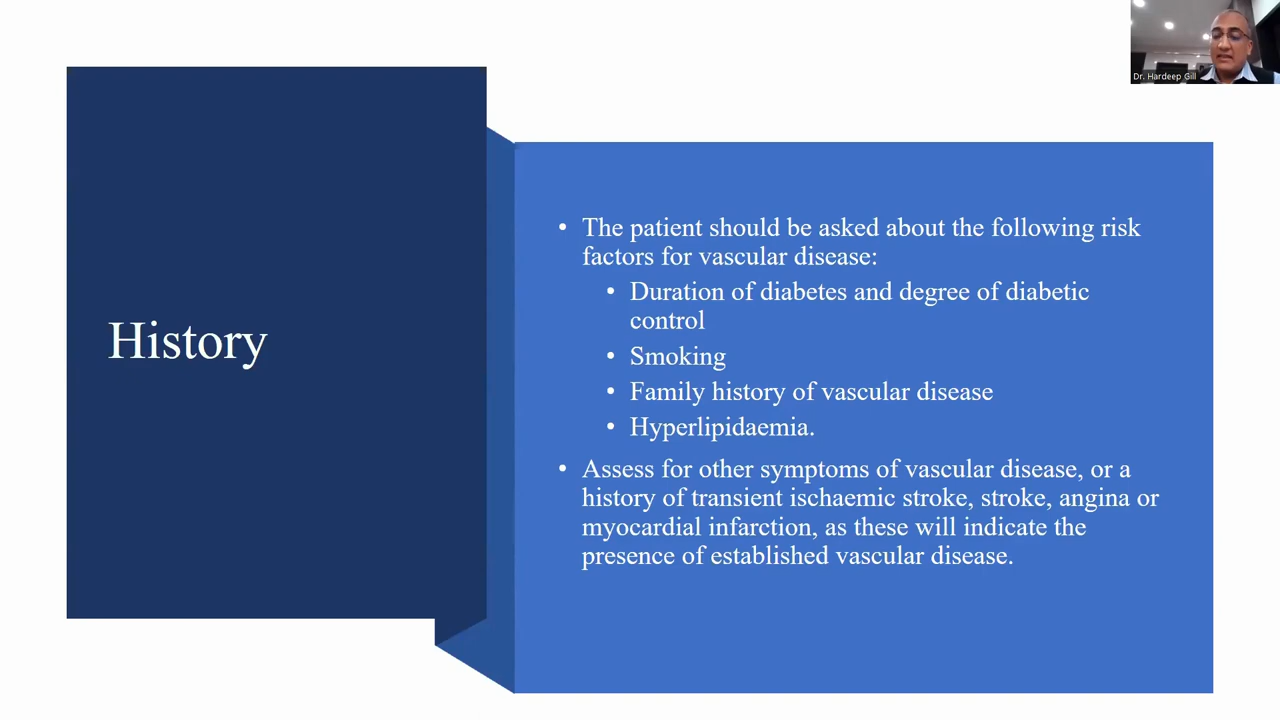 Dr. Hardeep Gill
History
• The patient should be asked about the following risk
factors for vascular disease:
• Duration of diabetes and degree of diabetic
control
• Smoking
• Family history of vascular disease
• Hyperlipidaemia.
• Assess for other symptoms of vascular disease, or a
history of transient ischaemic stroke, stroke, angina or
myocardial infarction, as these will indicate the
presence of established vascular disease.